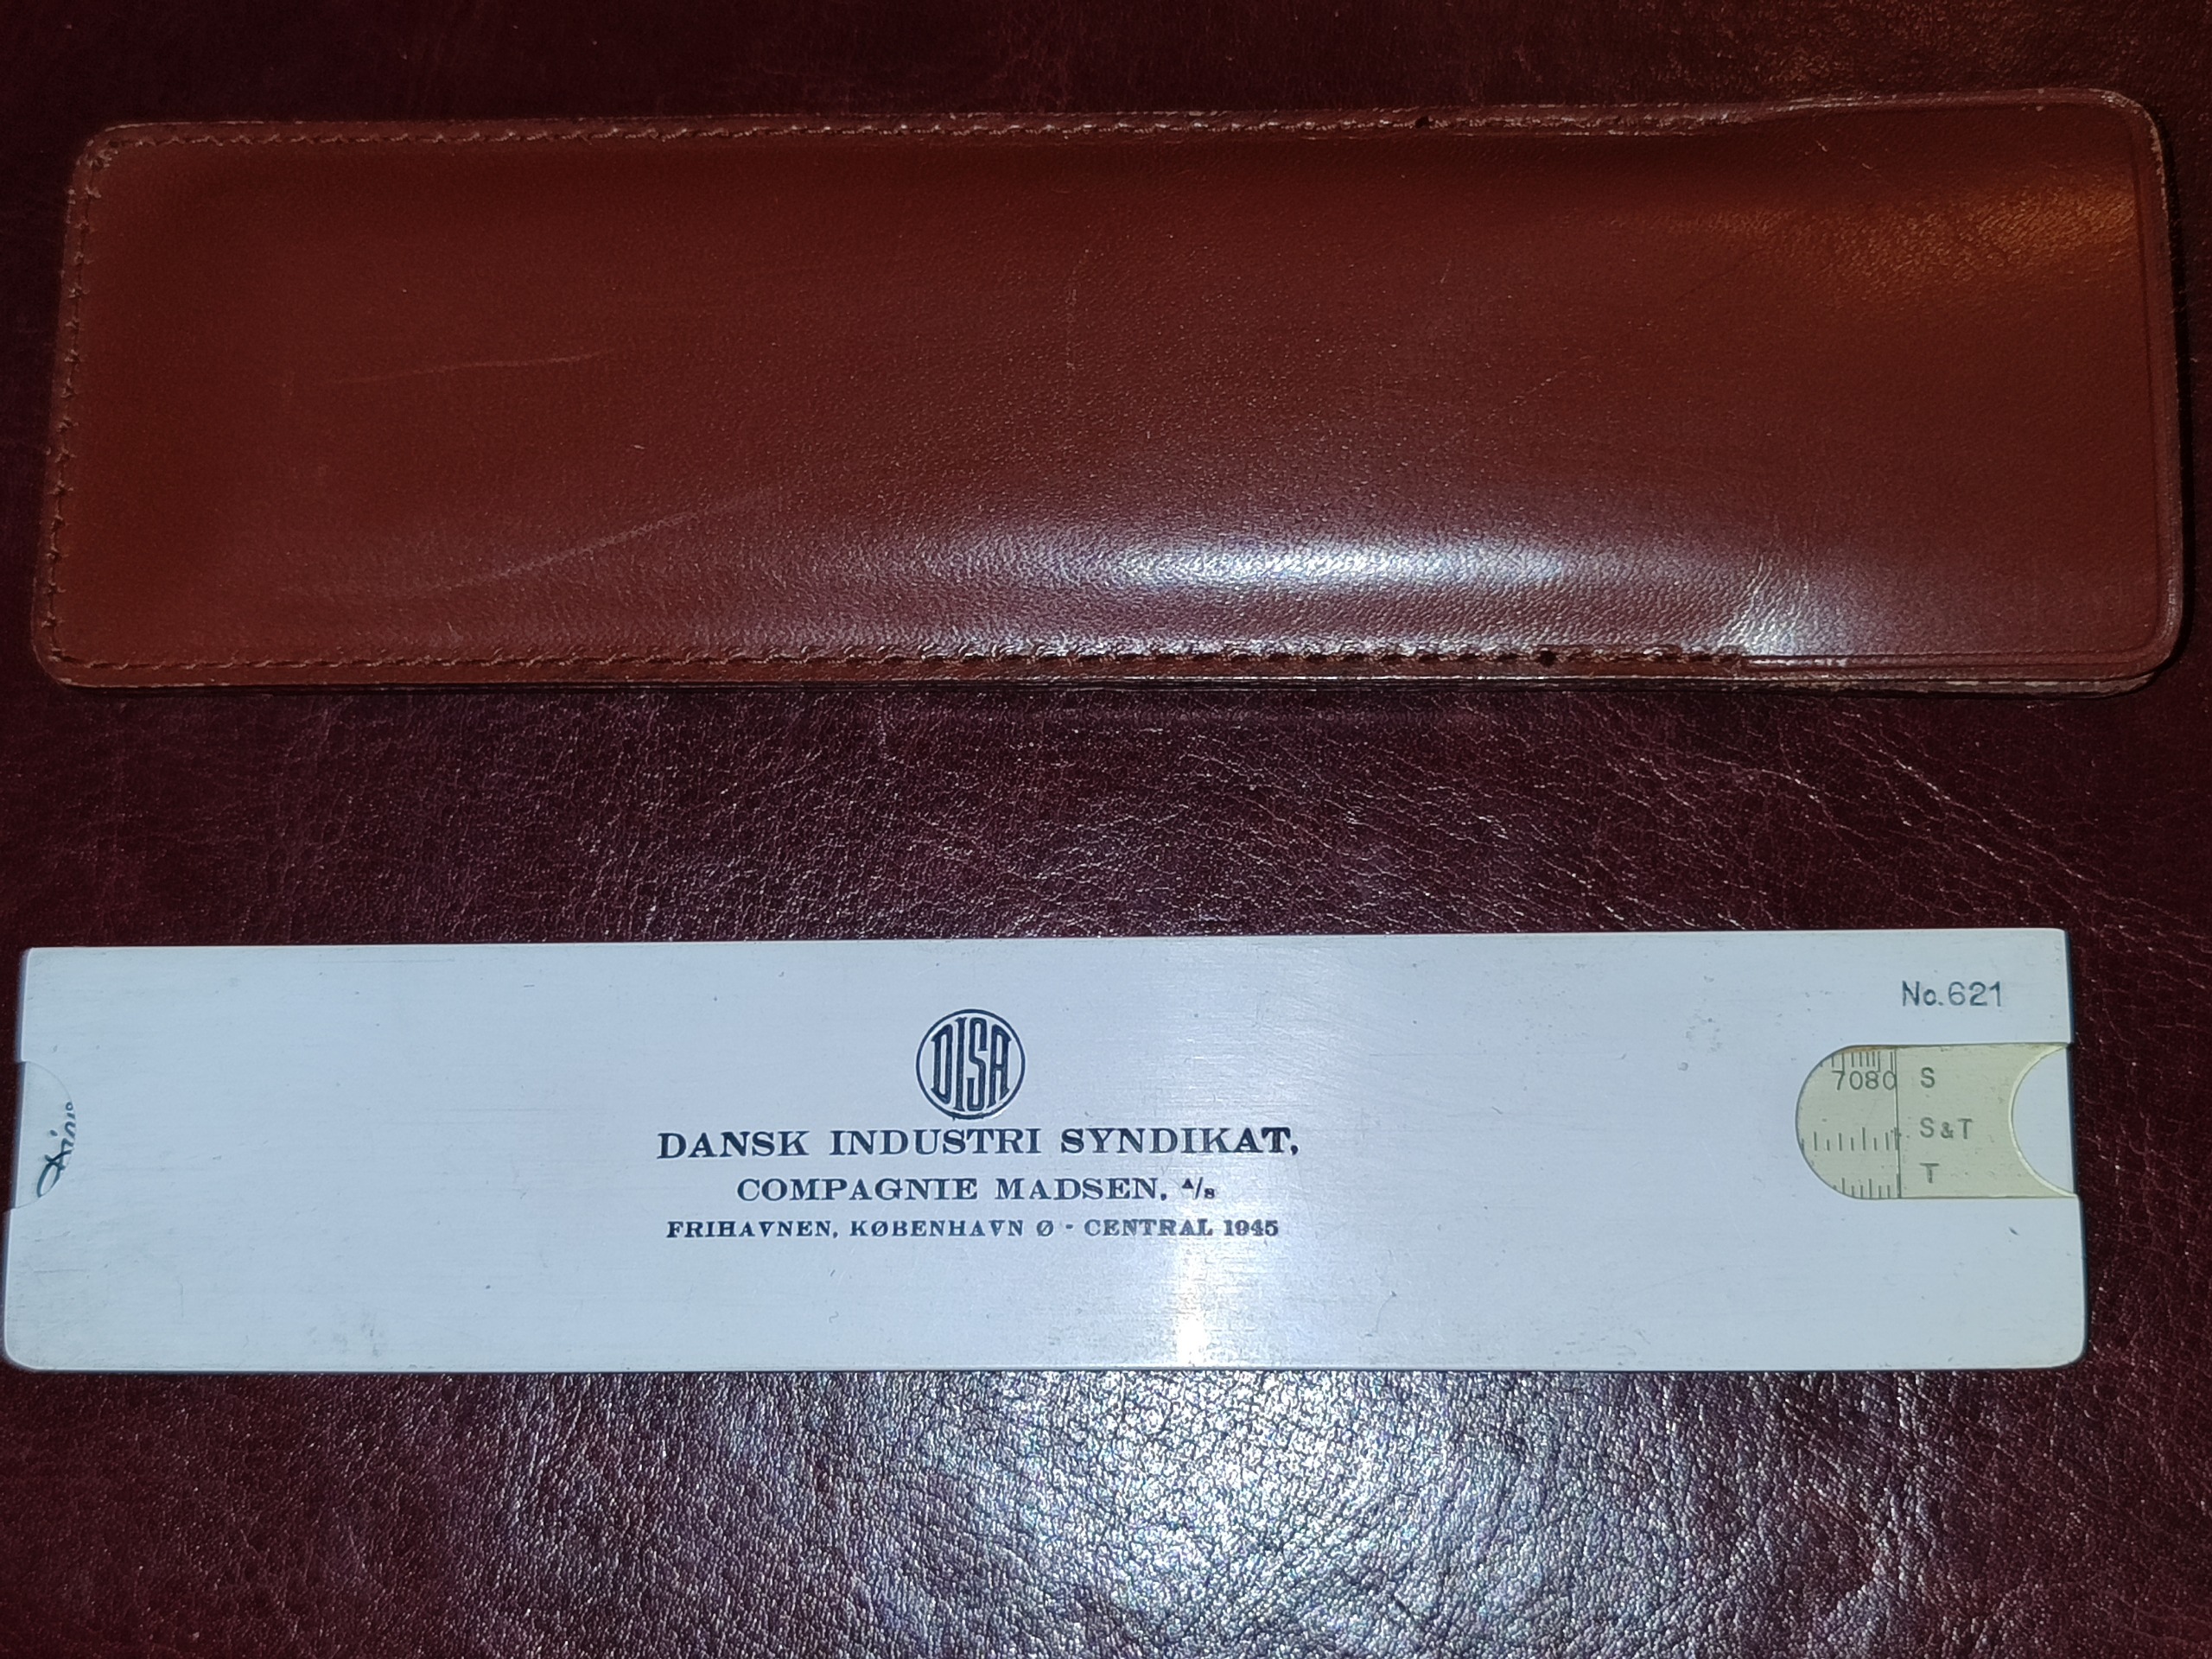 No.621
DISA
DANSK INDUSTRI SYNDIKAT,
COMPAGNIE MADSEN, A/S
FRIHAVNEN, KØBENHAVN Ø - CENTRAL 1945
7080 S
S&T
T